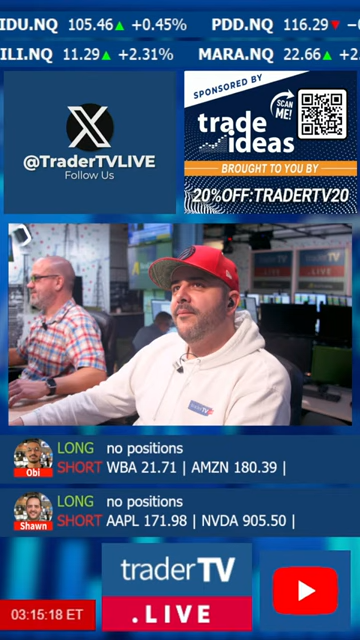 IDU.NQ 105.46▲ +0.45% PDD.NQ 116.29▼
ILI.NQ 11.29▲ +2.31% MARA.NQ 22.66▲ +2
@TraderTVLIVE
Follow Us
SPONSORED BY
SCAN
ME!
trade
ideas
BROUGHT TO YOU BY
20%OFF:TRADERTV20
LIVE
traderTV
LONG no positions
SHORT WBA 21.71 | AMZN 180.39 |
Obi
LONG no positions
SHORT AAPL 171.98 | NVDA 905.50 |
Shawn
03:15:18 ET
traderTV
.LIVE